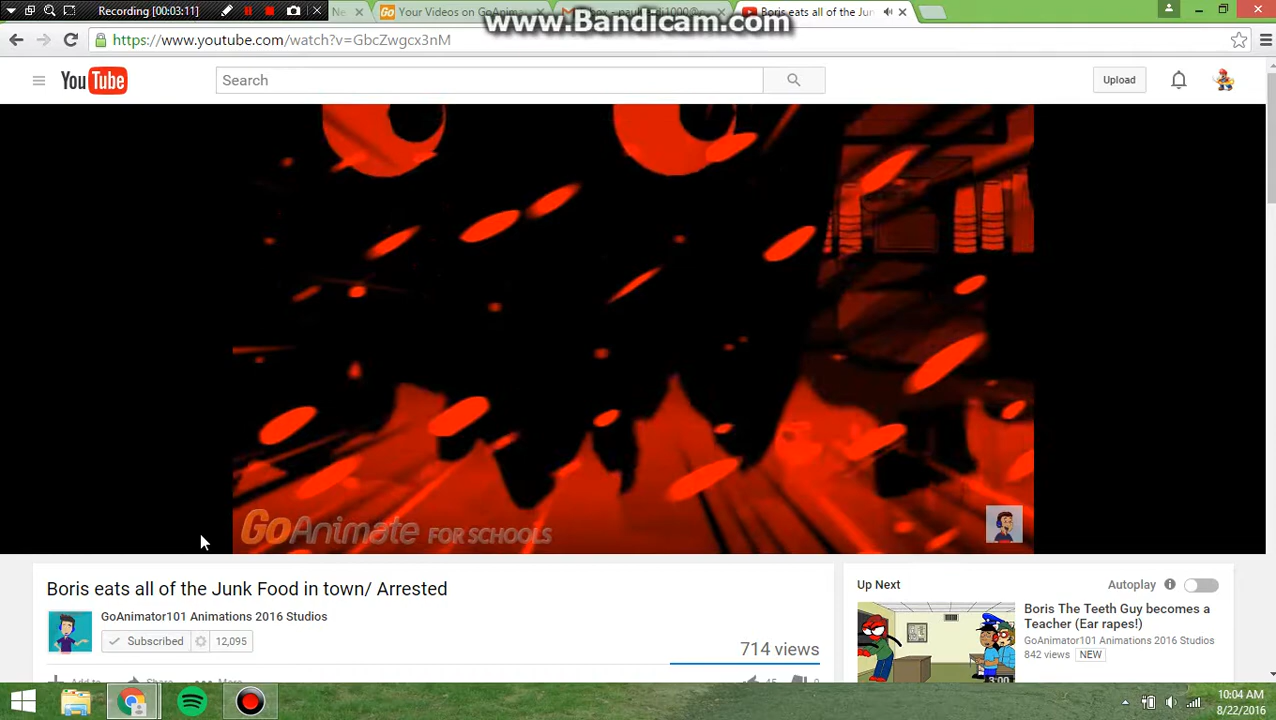 Recording [00:03:11]
Your Videos on GoAnima
Boris eats all of the Jun
www.Bandicam.com
https://www.youtube.com/watch?v=GbcZwgcx3nM
YouTube
Search
Upload
GoAnimate FOR SCHOOLS
Boris eats all of the Junk Food in town/ Arrested
GoAnimator101 Animations 2016 Studios
Subscribed
12,095
714 views
Up Next
Autoplay
Boris The Teeth Guy becomes a
Teacher (Ear rapes!)
GoAnimator101 Animations 2016 Studios
842 views NEW
3:00
10:04 AM
8/22/2016